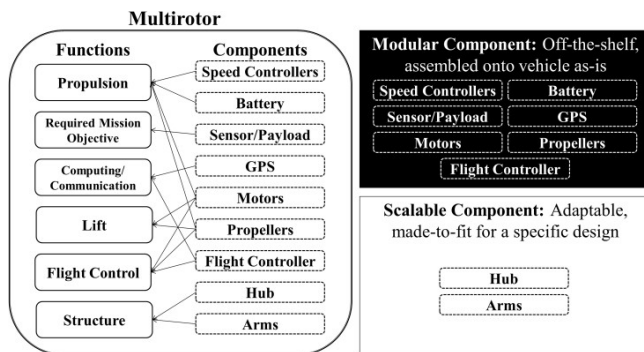 Multirotor
Functions
Components
Propulsion
Required Mission
Objective
Computing/
Communication
Lift
Flight Control
Structure
Speed Controllers
Battery
Sensor/Payload
GPS
Motors
Propellers
Flight Controller
Hub
Arms
Modular Component: Off-the-shelf,
assembled onto vehicle as-is
Speed Controllers
Battery
Sensor/Payload
GPS
Motors
Propellers
Flight Controller
Scalable Component: Adaptable,
made-to-fit for a specific design
Hub
Arms